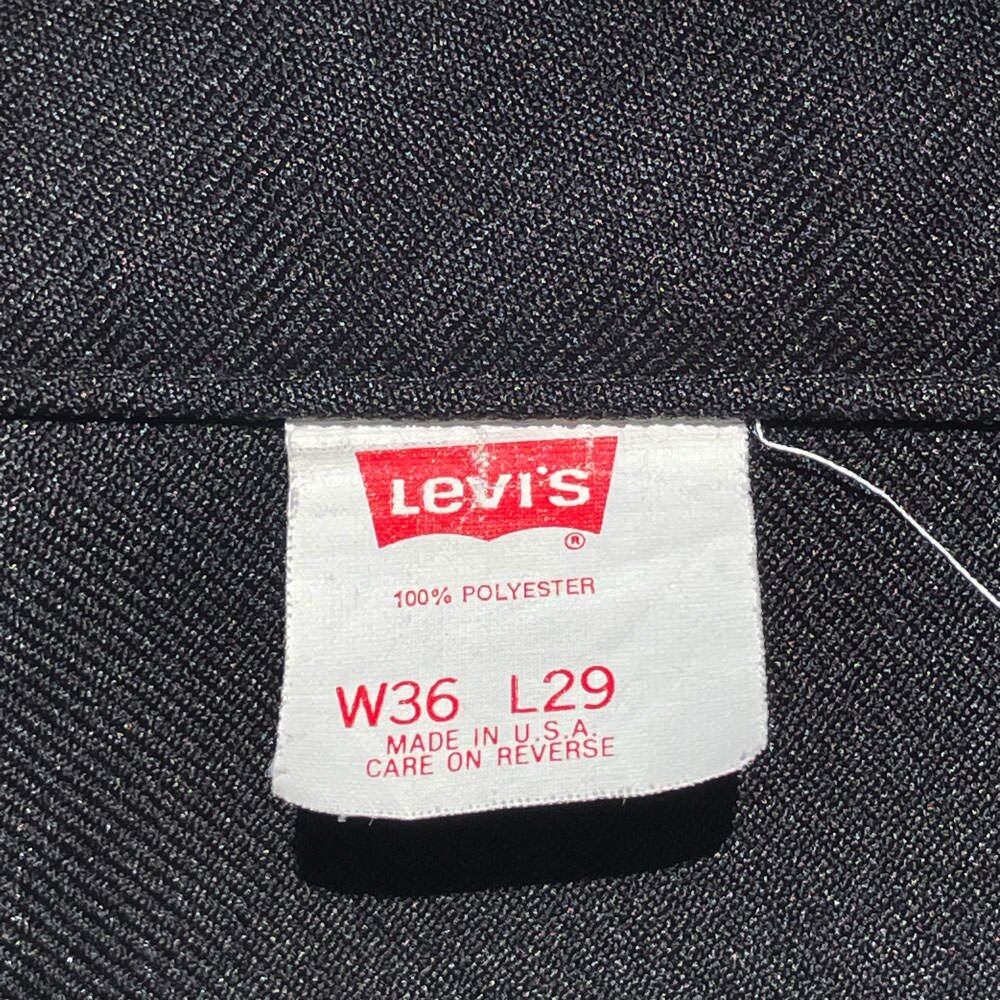 Levi's
®
100% POLYESTER
W36 L29
MADE IN U.S.A.
CARE ON REVERSE